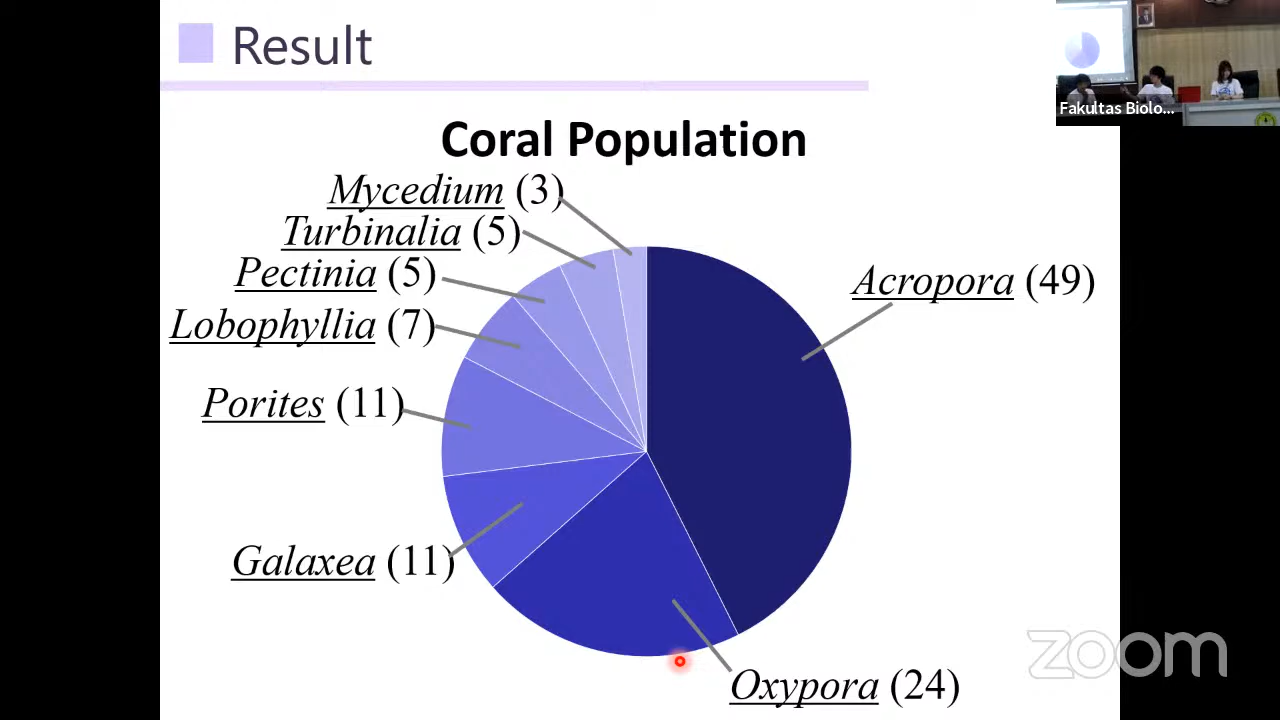 Result
Fakultas Biolo...
Coral Population
Mycedium (3)
Turbinalia (5)
Pectinia (5)
Lobophyllia (7)
Acropora (49)
Porites (11)
Galaxea (11)
Oxypora (24)
zoom